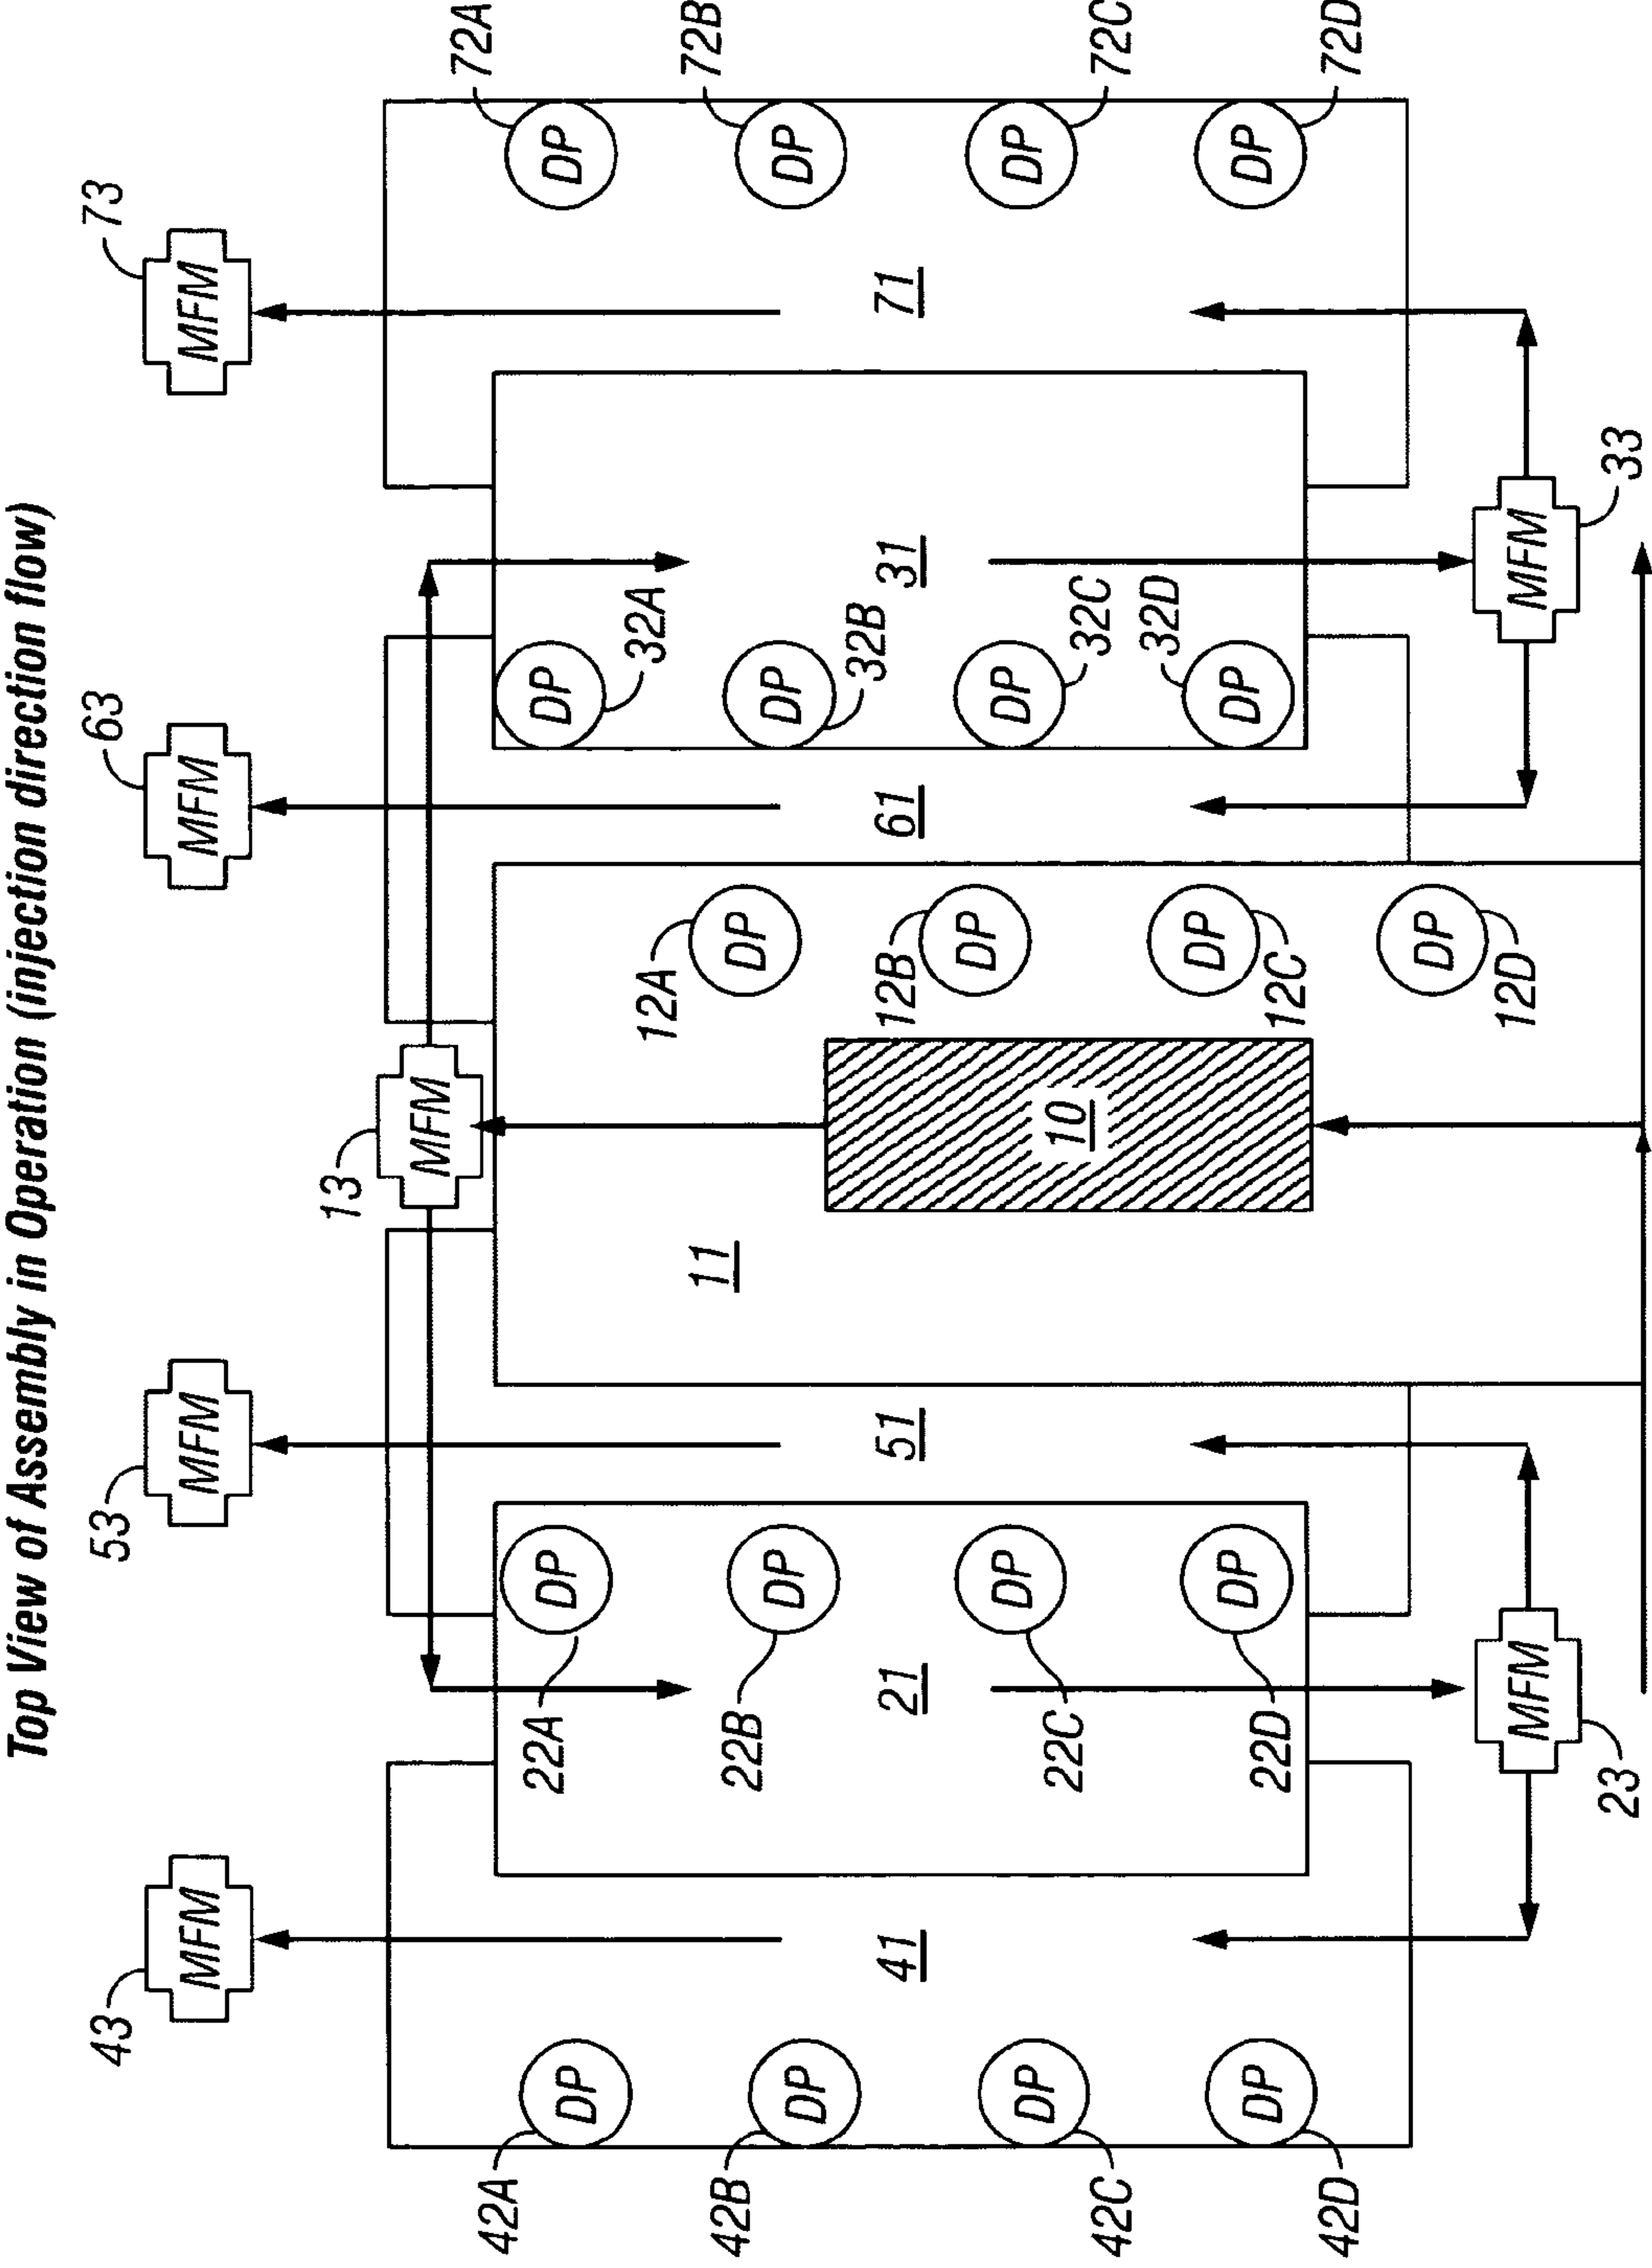 Top View of Assembly in Operation (injection direction flow)
43
MFM
53
MFM
63
MFM
73
MFM
13
MFM
42A
DP
22A
DP
32A
DP
72A
DP
42B
DP
22B
DP
12A
DP
32B
DP
72B
DP
11
41
21
51
61
31
71
10
42C
DP
22C
DP
12B
DP
32C
DP
72C
DP
42D
DP
22D
DP
12C
DP
32D
DP
72D
DP
12D
DP
23
MFM
33
MFM